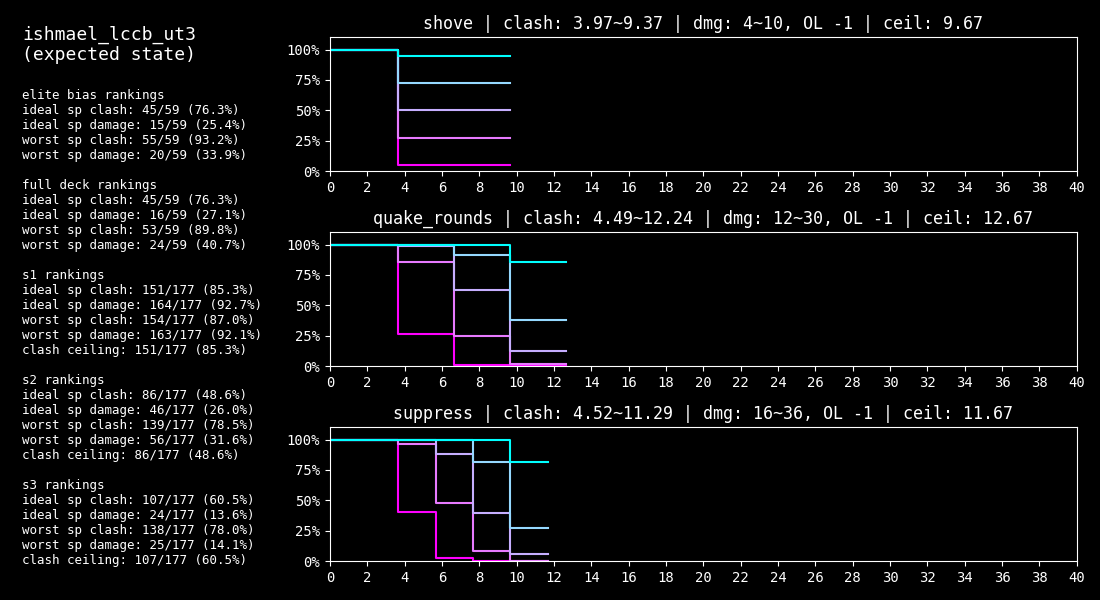 ishmael_lccb_ut3
(expected state)
elite bias rankings
ideal sp clash: 45/59 (76.3%)
ideal sp damage: 15/59 (25.4%)
worst sp clash: 55/59 (93.2%)
worst sp damage: 20/59 (33.9%)
full deck rankings
ideal sp clash: 45/59 (76.3%)
ideal sp damage: 16/59 (27.1%)
worst sp clash: 53/59 (89.8%)
worst sp damage: 24/59 (40.7%)
s1 rankings
ideal sp clash: 151/177 (85.3%)
ideal sp damage: 164/177 (92.7%)
worst sp clash: 154/177 (87.0%)
worst sp damage: 163/177 (92.1%)
clash ceiling: 151/177 (85.3%)
s2 rankings
ideal sp clash: 86/177 (48.6%)
ideal sp damage: 46/177 (26.0%)
worst sp clash: 139/177 (78.5%)
worst sp damage: 56/177 (31.6%)
clash ceiling: 86/177 (48.6%)
s3 rankings
ideal sp clash: 107/177 (60.5%)
ideal sp damage: 24/177 (13.6%)
worst sp clash: 138/177 (78.0%)
worst sp damage: 25/177 (14.1%)
clash ceiling: 107/177 (60.5%)
shove | clash: 3.97~9.37 | dmg: 4~10, OL -1 | ceil: 9.67
100%
75%
50%
25%
0%
0 2 4 6 8 10 12 14 16 18 20 22 24 26 28 30 32 34 36 38 40
quake_rounds | clash: 4.49~12.24 | dmg: 12~30, OL -1 | ceil: 12.67
100%
75%
50%
25%
0%
0 2 4 6 8 10 12 14 16 18 20 22 24 26 28 30 32 34 36 38 40
suppress | clash: 4.52~11.29 | dmg: 16~36, OL -1 | ceil: 11.67
100%
75%
50%
25%
0%
0 2 4 6 8 10 12 14 16 18 20 22 24 26 28 30 32 34 36 38 40